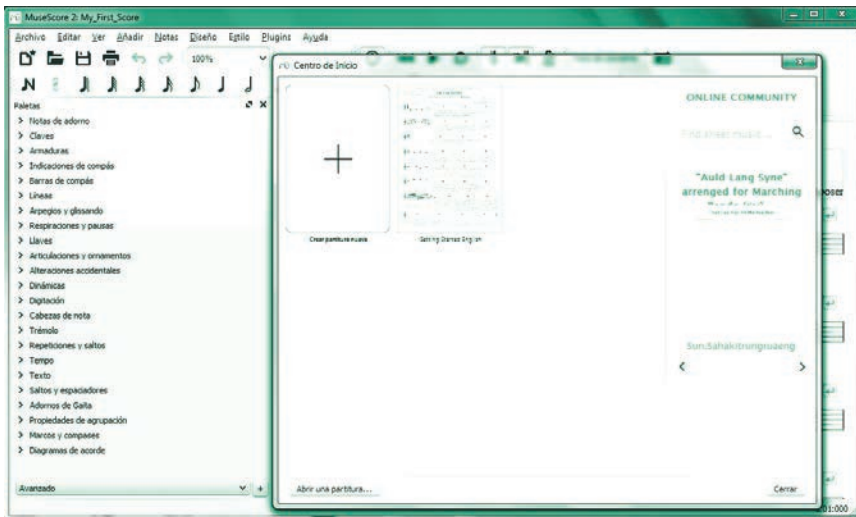 MuseScore 2: My_First_Score
Archivo Editar Ver Añadir Notas Diseño Estilo Plugins Ayuda
100%
Paletas
> Notas de adorno
> Claves
> Armaduras
> Indicaciones de compás
> Barras de compás
> Líneas
> Arpegios y glissando
> Respiraciones y pausas
> Llaves
> Articulaciones y ornamentos
> Alteraciones accidentales
> Dinámicas
> Digitación
> Cabezas de nota
> Trémolo
> Repeticiones y saltos
> Tempo
> Texto
> Saltos y espaciadores
> Adornos de Gaita
> Propiedades de agrupación
> Marcos y compases
> Diagramas de acorde
Avanzado
Centro de Inicio
Crear partitura nueva
Getting Started English
ONLINE COMMUNITY
Find sheet music...
"Auld Lang Syne"
arranged for Marching
Abrir una partitura...
Cerrar